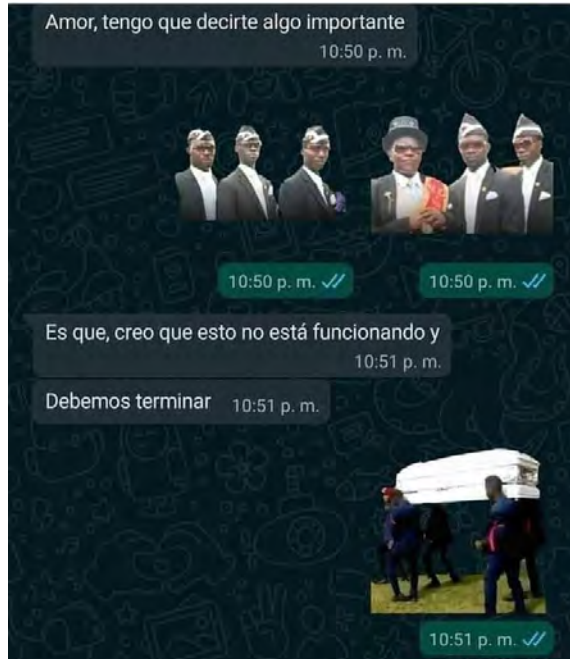 Amor, tengo que decirte algo importante
10:50 p. m.
10:50 p. m.
10:50 p. m.
Es que, creo que esto no está funcionando y
10:51 p. m.
Debemos terminar 10:51 p. m.
10:51 p. m.